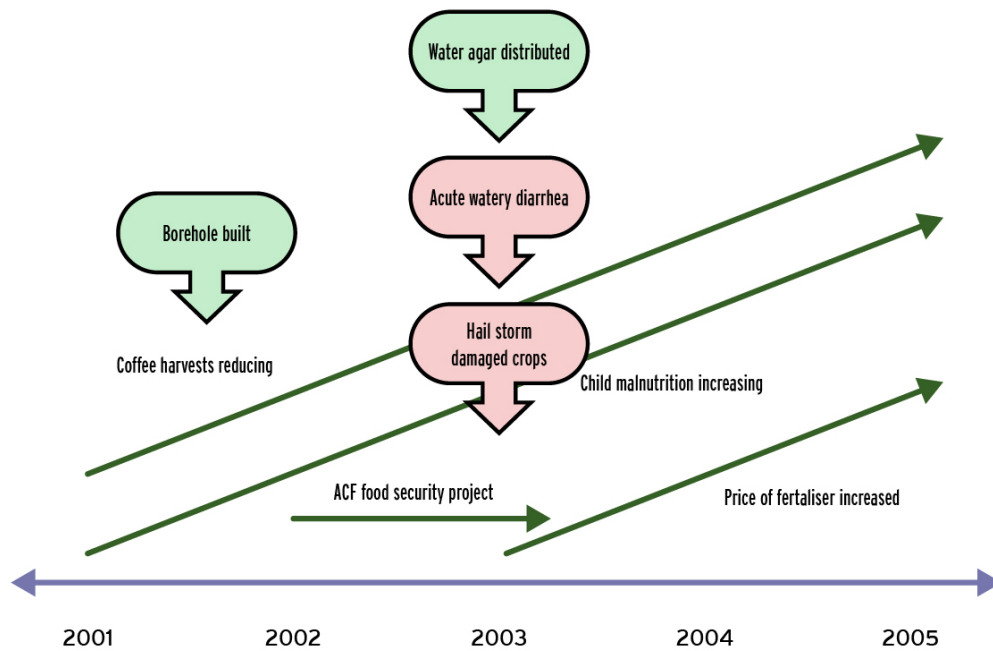 Water agar distributed
Acute watery diarrhea
Borehole built
Hail storm
damaged crops
Coffee harvests reducing
Child malnutrition increasing
ACF food security project
Price of fertaliser increased
2001 2002 2003 2004 2005